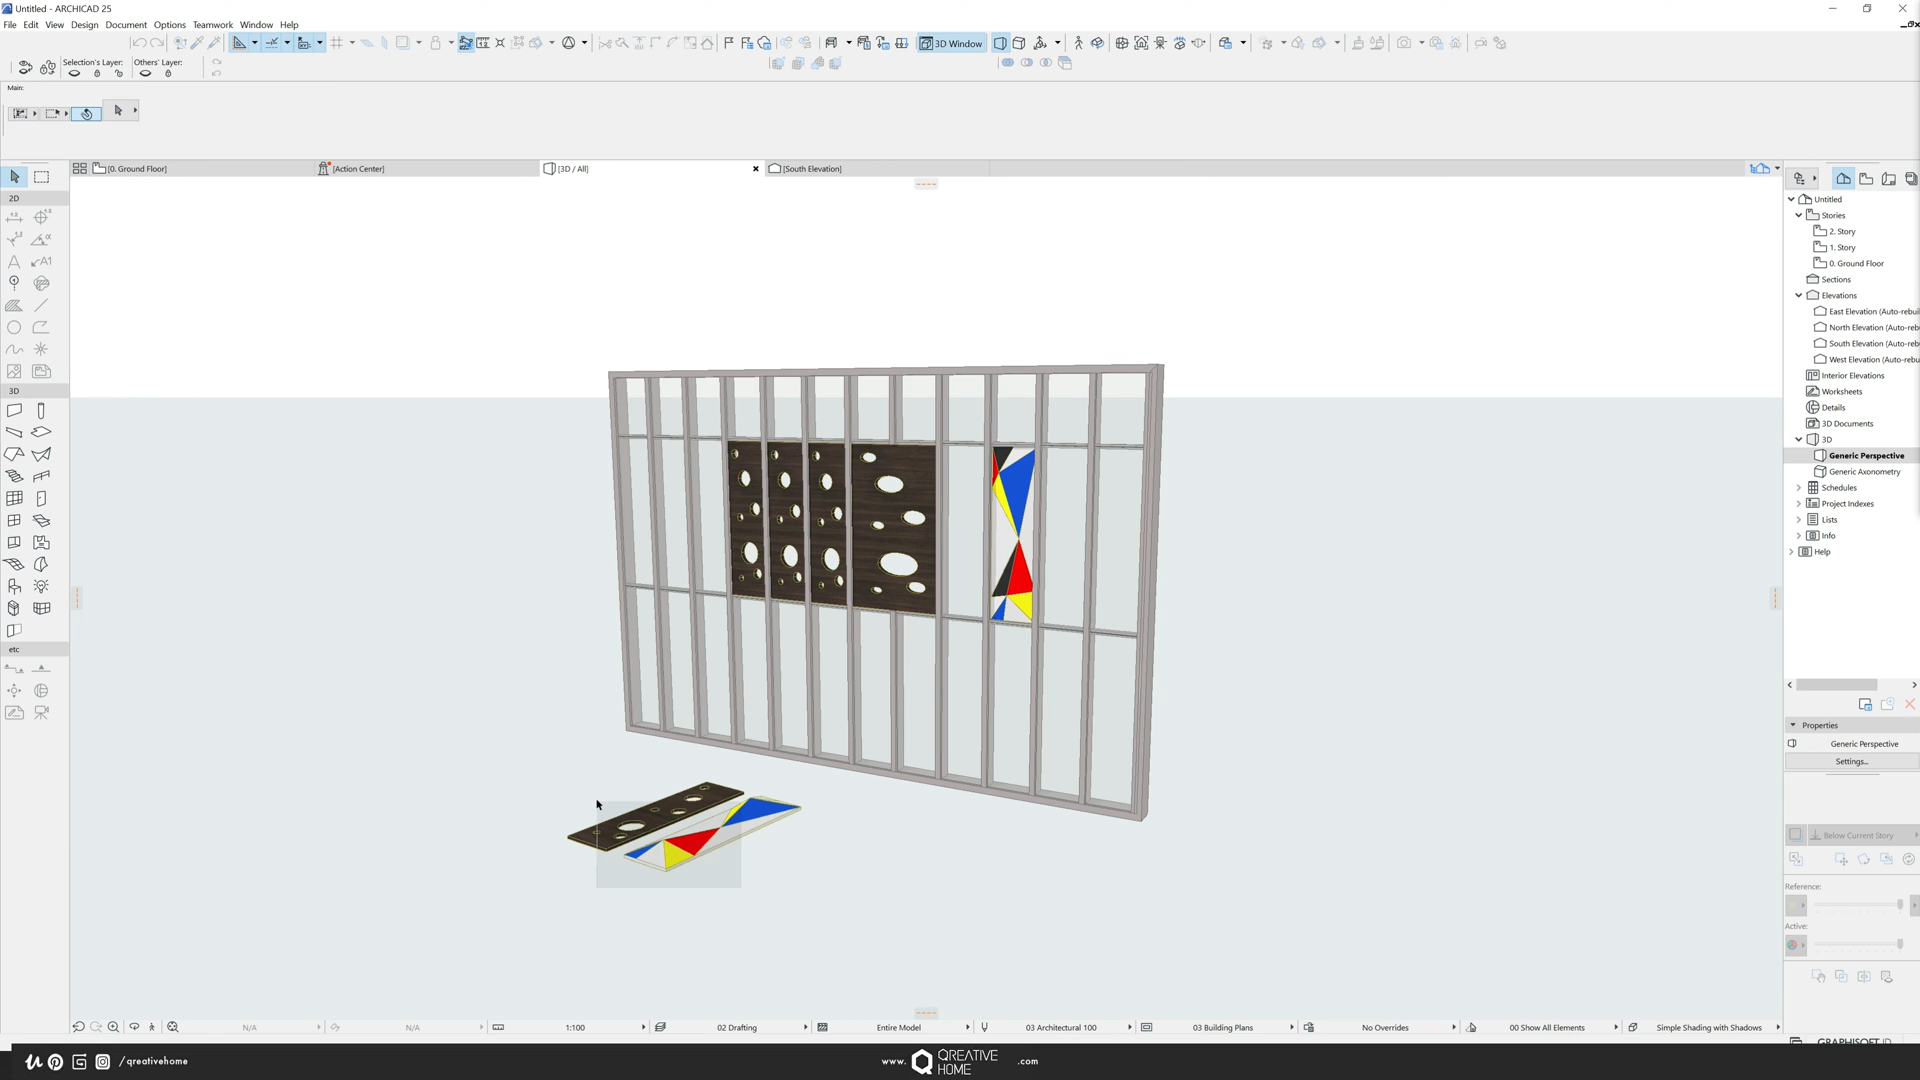 Untitled - ARCHICAD 25
File Edit View Design Document Options Teamwork Window Help
3D Window
Selection's Layer: Others' Layer:
Main:
[0. Ground Floor] [Action Center] [3D / All] [South Elevation]
2D
A A1
3D
etc
Untitled
Stories
2. Story
1. Story
0. Ground Floor
Sections
Elevations
East Elevation (Auto-rebui
North Elevation (Auto-reb
South Elevation (Auto-reb
West Elevation (Auto-rebu
Interior Elevations
Worksheets
Details
3D Documents
3D
Generic Perspective
Generic Axonometry
Schedules
Project Indexes
Lists
Info
Help
Properties
Generic Perspective
Settings...
Below Current Story
Reference:
Active:
N/A N/A 1:100 02 Drafting Entire Model 03 Architectural 100 03 Building Plans No Overrides 00 Show All Elements Simple Shading with Shadows
GRAPHISOFT ID
/qreativehome
www. QREATIVE HOME .com